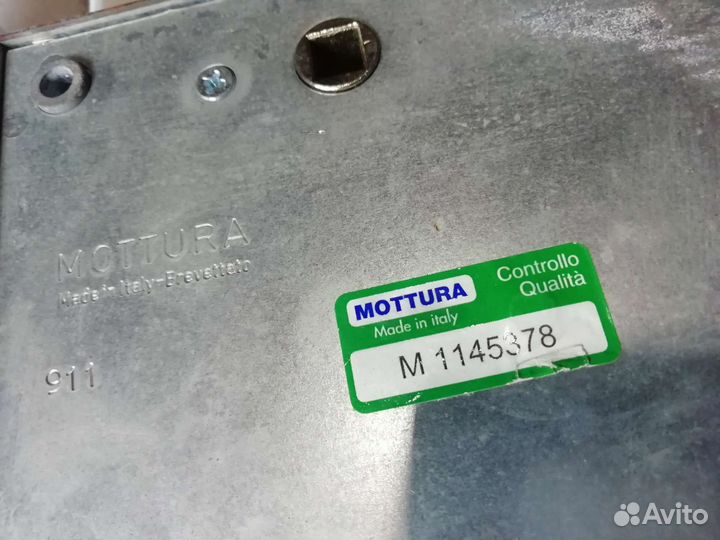 MOTTURA
Made in Italy-Brevettato
911
MOTTURA
Made in italy
Controllo
Qualità
M 1145378
Avito